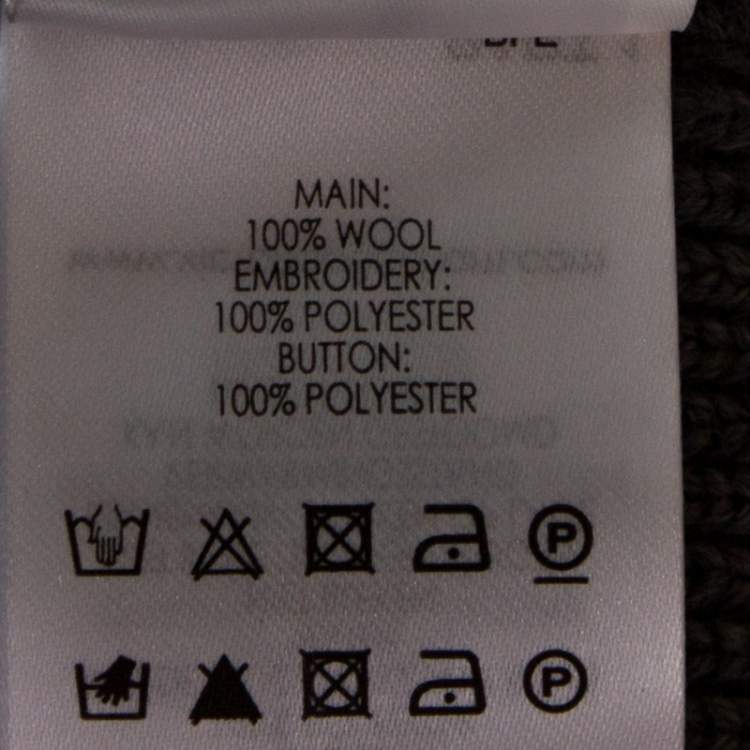 MAIN:
100% WOOL
EMBROIDERY:
100% POLYESTER
BUTTON:
100% POLYESTER
P
P